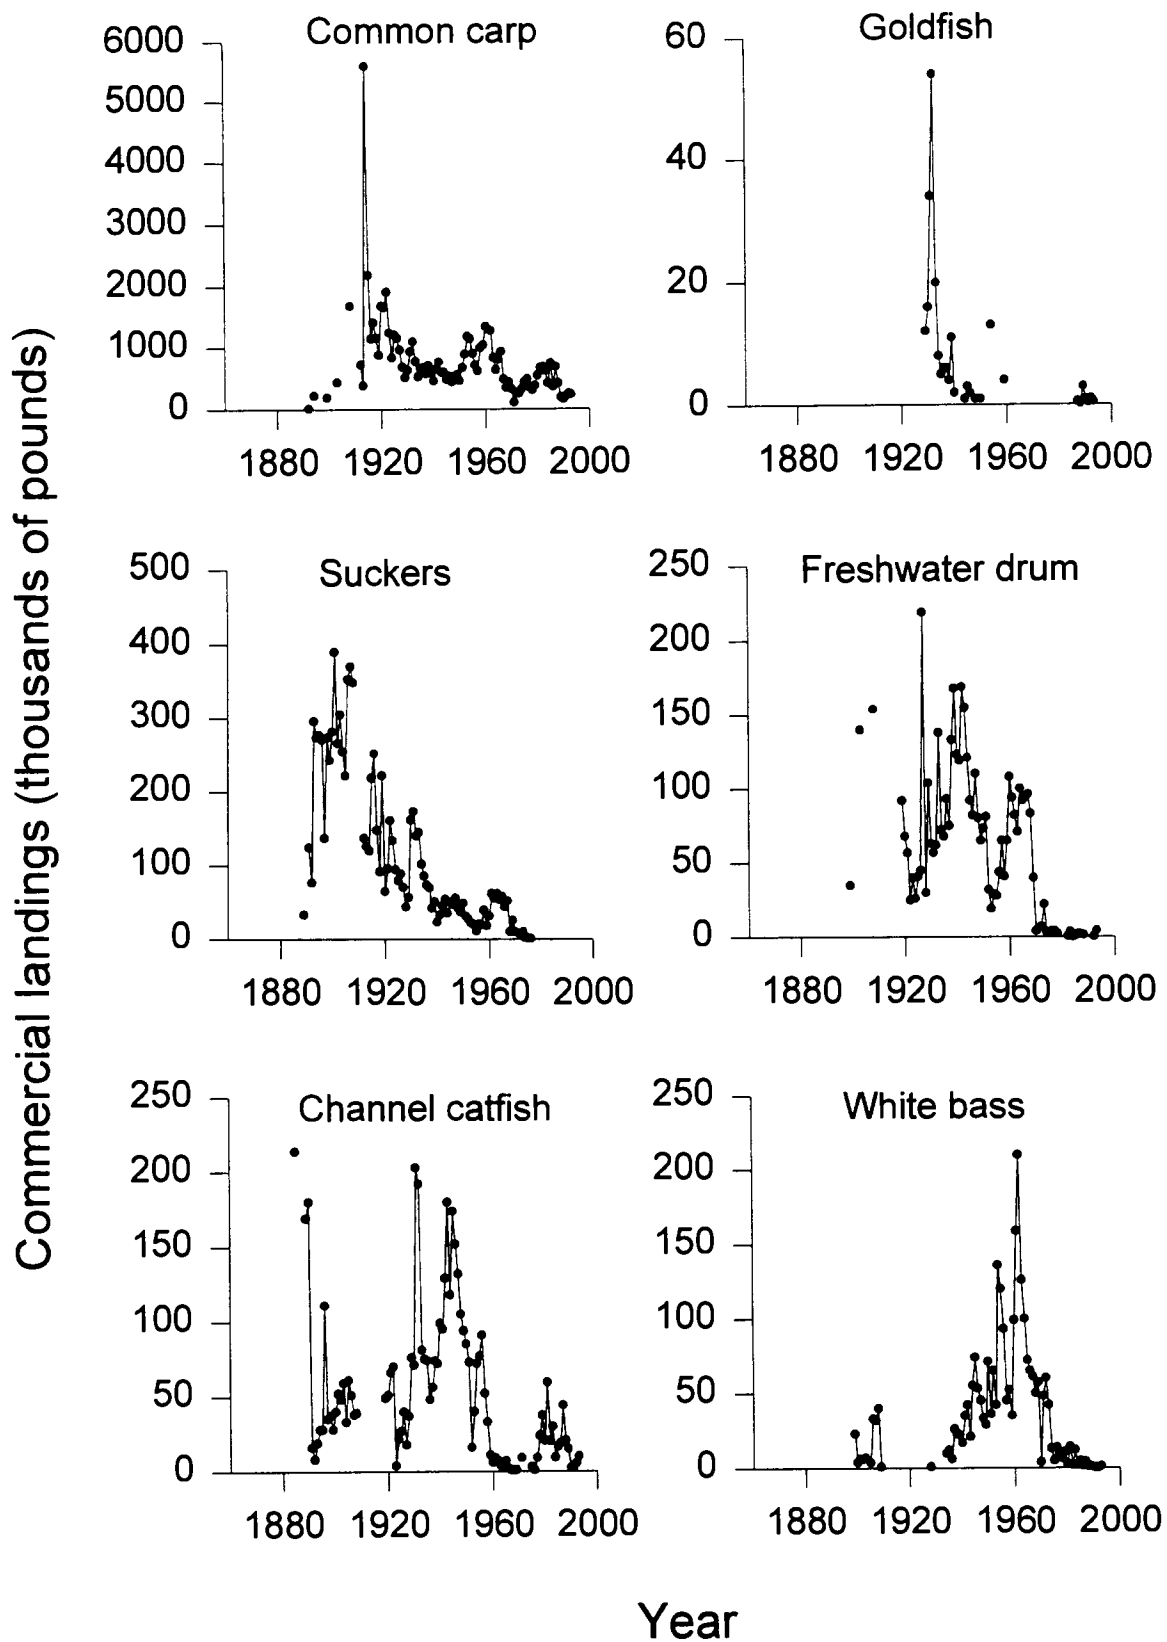 Commercial landings (thousands of pounds)
Common carp
6000
5000
4000
3000
2000
1000
0
1880 1920 1960 2000
Goldfish
60
40
20
0
1880 1920 1960 2000
Suckers
500
400
300
200
100
0
1880 1920 1960 2000
Freshwater drum
250
200
150
100
50
0
1880 1920 1960 2000
Channel catfish
250
200
150
100
50
0
1880 1920 1960 2000
White bass
250
200
150
100
50
0
1880 1920 1960 2000
Year